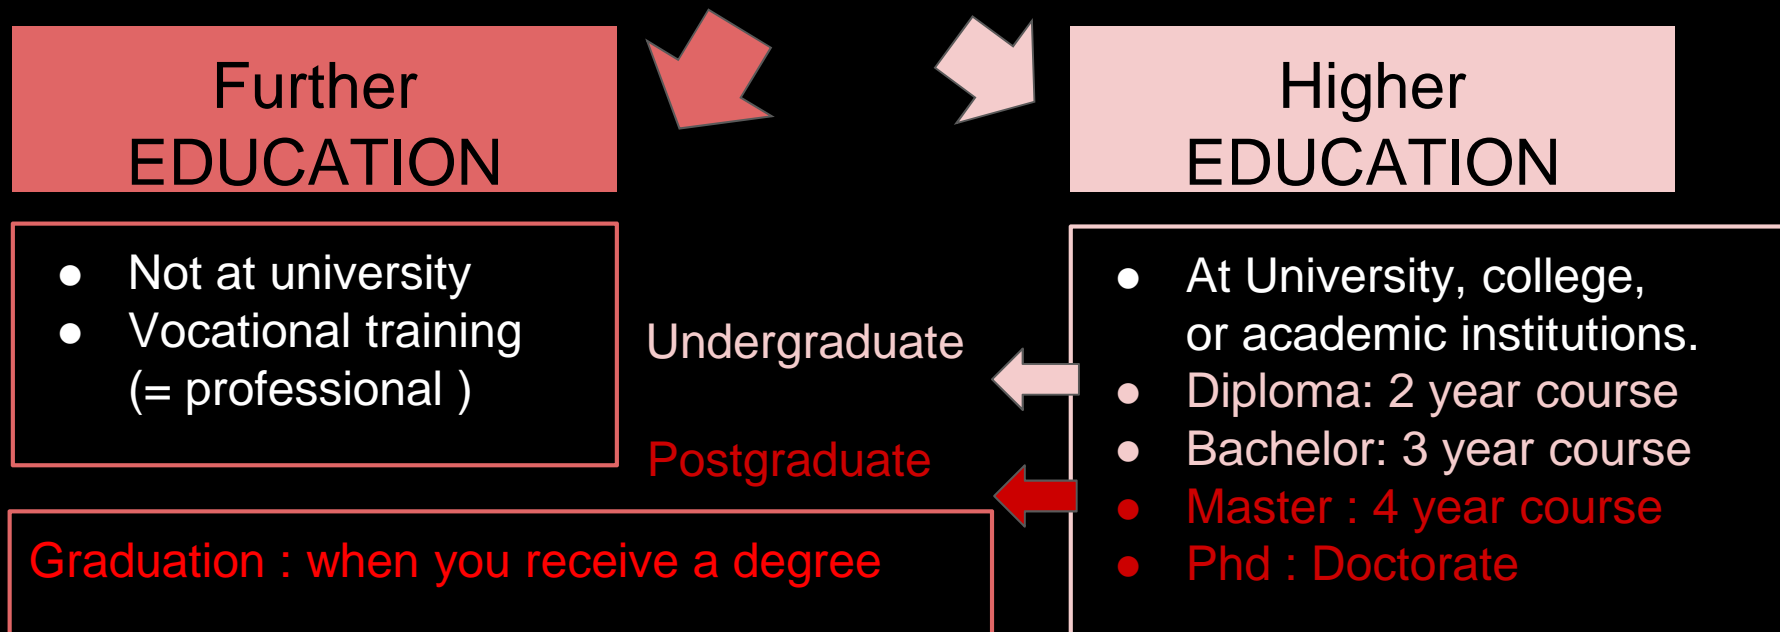 Further
EDUCATION
● Not at university
● Vocational training
(= professional )
Undergraduate
Postgraduate
Graduation : when you receive a degree
Higher
EDUCATION
● At University, college,
or academic institutions.
● Diploma: 2 year course
● Bachelor: 3 year course
● Master : 4 year course
● Phd : Doctorate